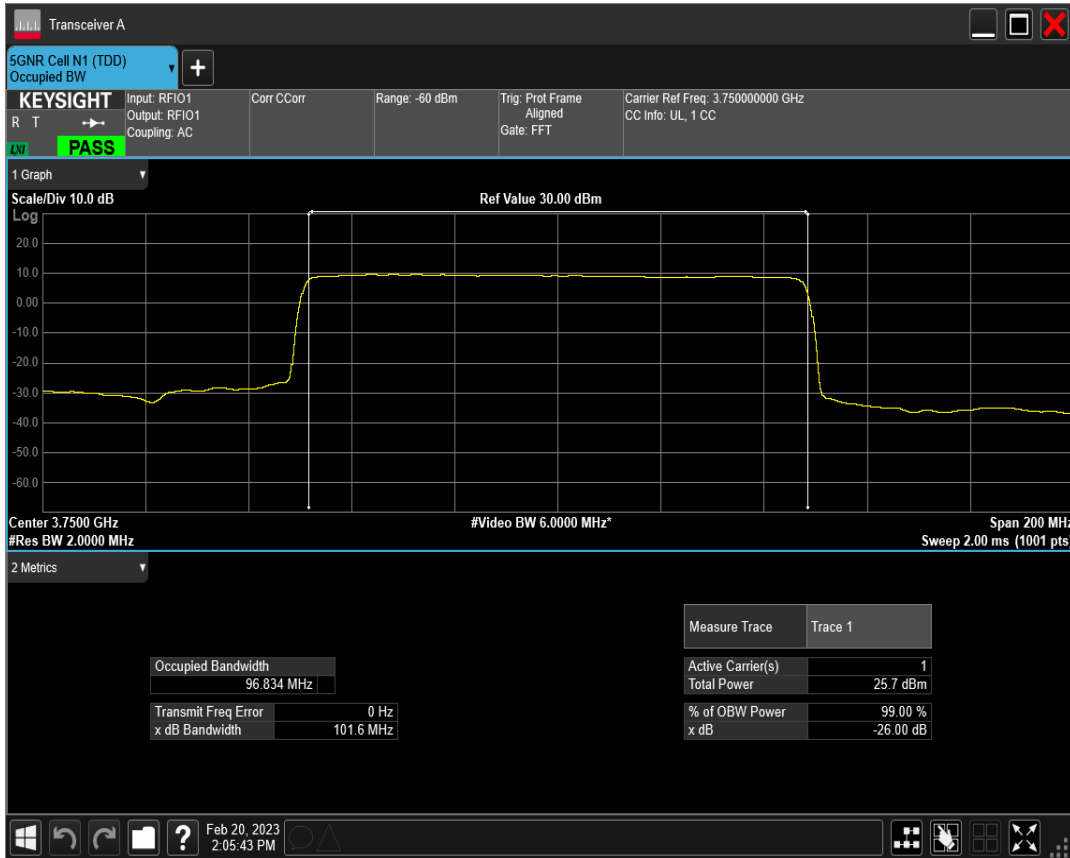 Transceiver A
5GNR Cell N1 (TDD)
Occupied BW
+
KEYSIGHT
R T
LXI
PASS
Input: RFIO1
Output: RFIO1
Coupling: AC
Corr CCorr
Range: -60 dBm
Trig: Prot Frame
Aligned
Gate: FFT
Carrier Ref Freq: 3.750000000 GHz
CC Info: UL, 1 CC
1 Graph
Scale/Div 10.0 dB
Ref Value 30.00 dBm
Log
20.0
10.0
0.00
-10.0
-20.0
-30.0
-40.0
-50.0
-60.0
Center 3.7500 GHz
#Video BW 6.0000 MHz*
Span 200 MHz
#Res BW 2.0000 MHz
Sweep 2.00 ms (1001 pts)
2 Metrics
Measure Trace
Trace 1
Occupied Bandwidth
96.834 MHz
Active Carrier(s)
1
Total Power
25.7 dBm
Transmit Freq Error
0 Hz
x dB Bandwidth
101.6 MHz
% of OBW Power
99.00 %
x dB
-26.00 dB
?
Feb 20, 2023
2:05:43 PM